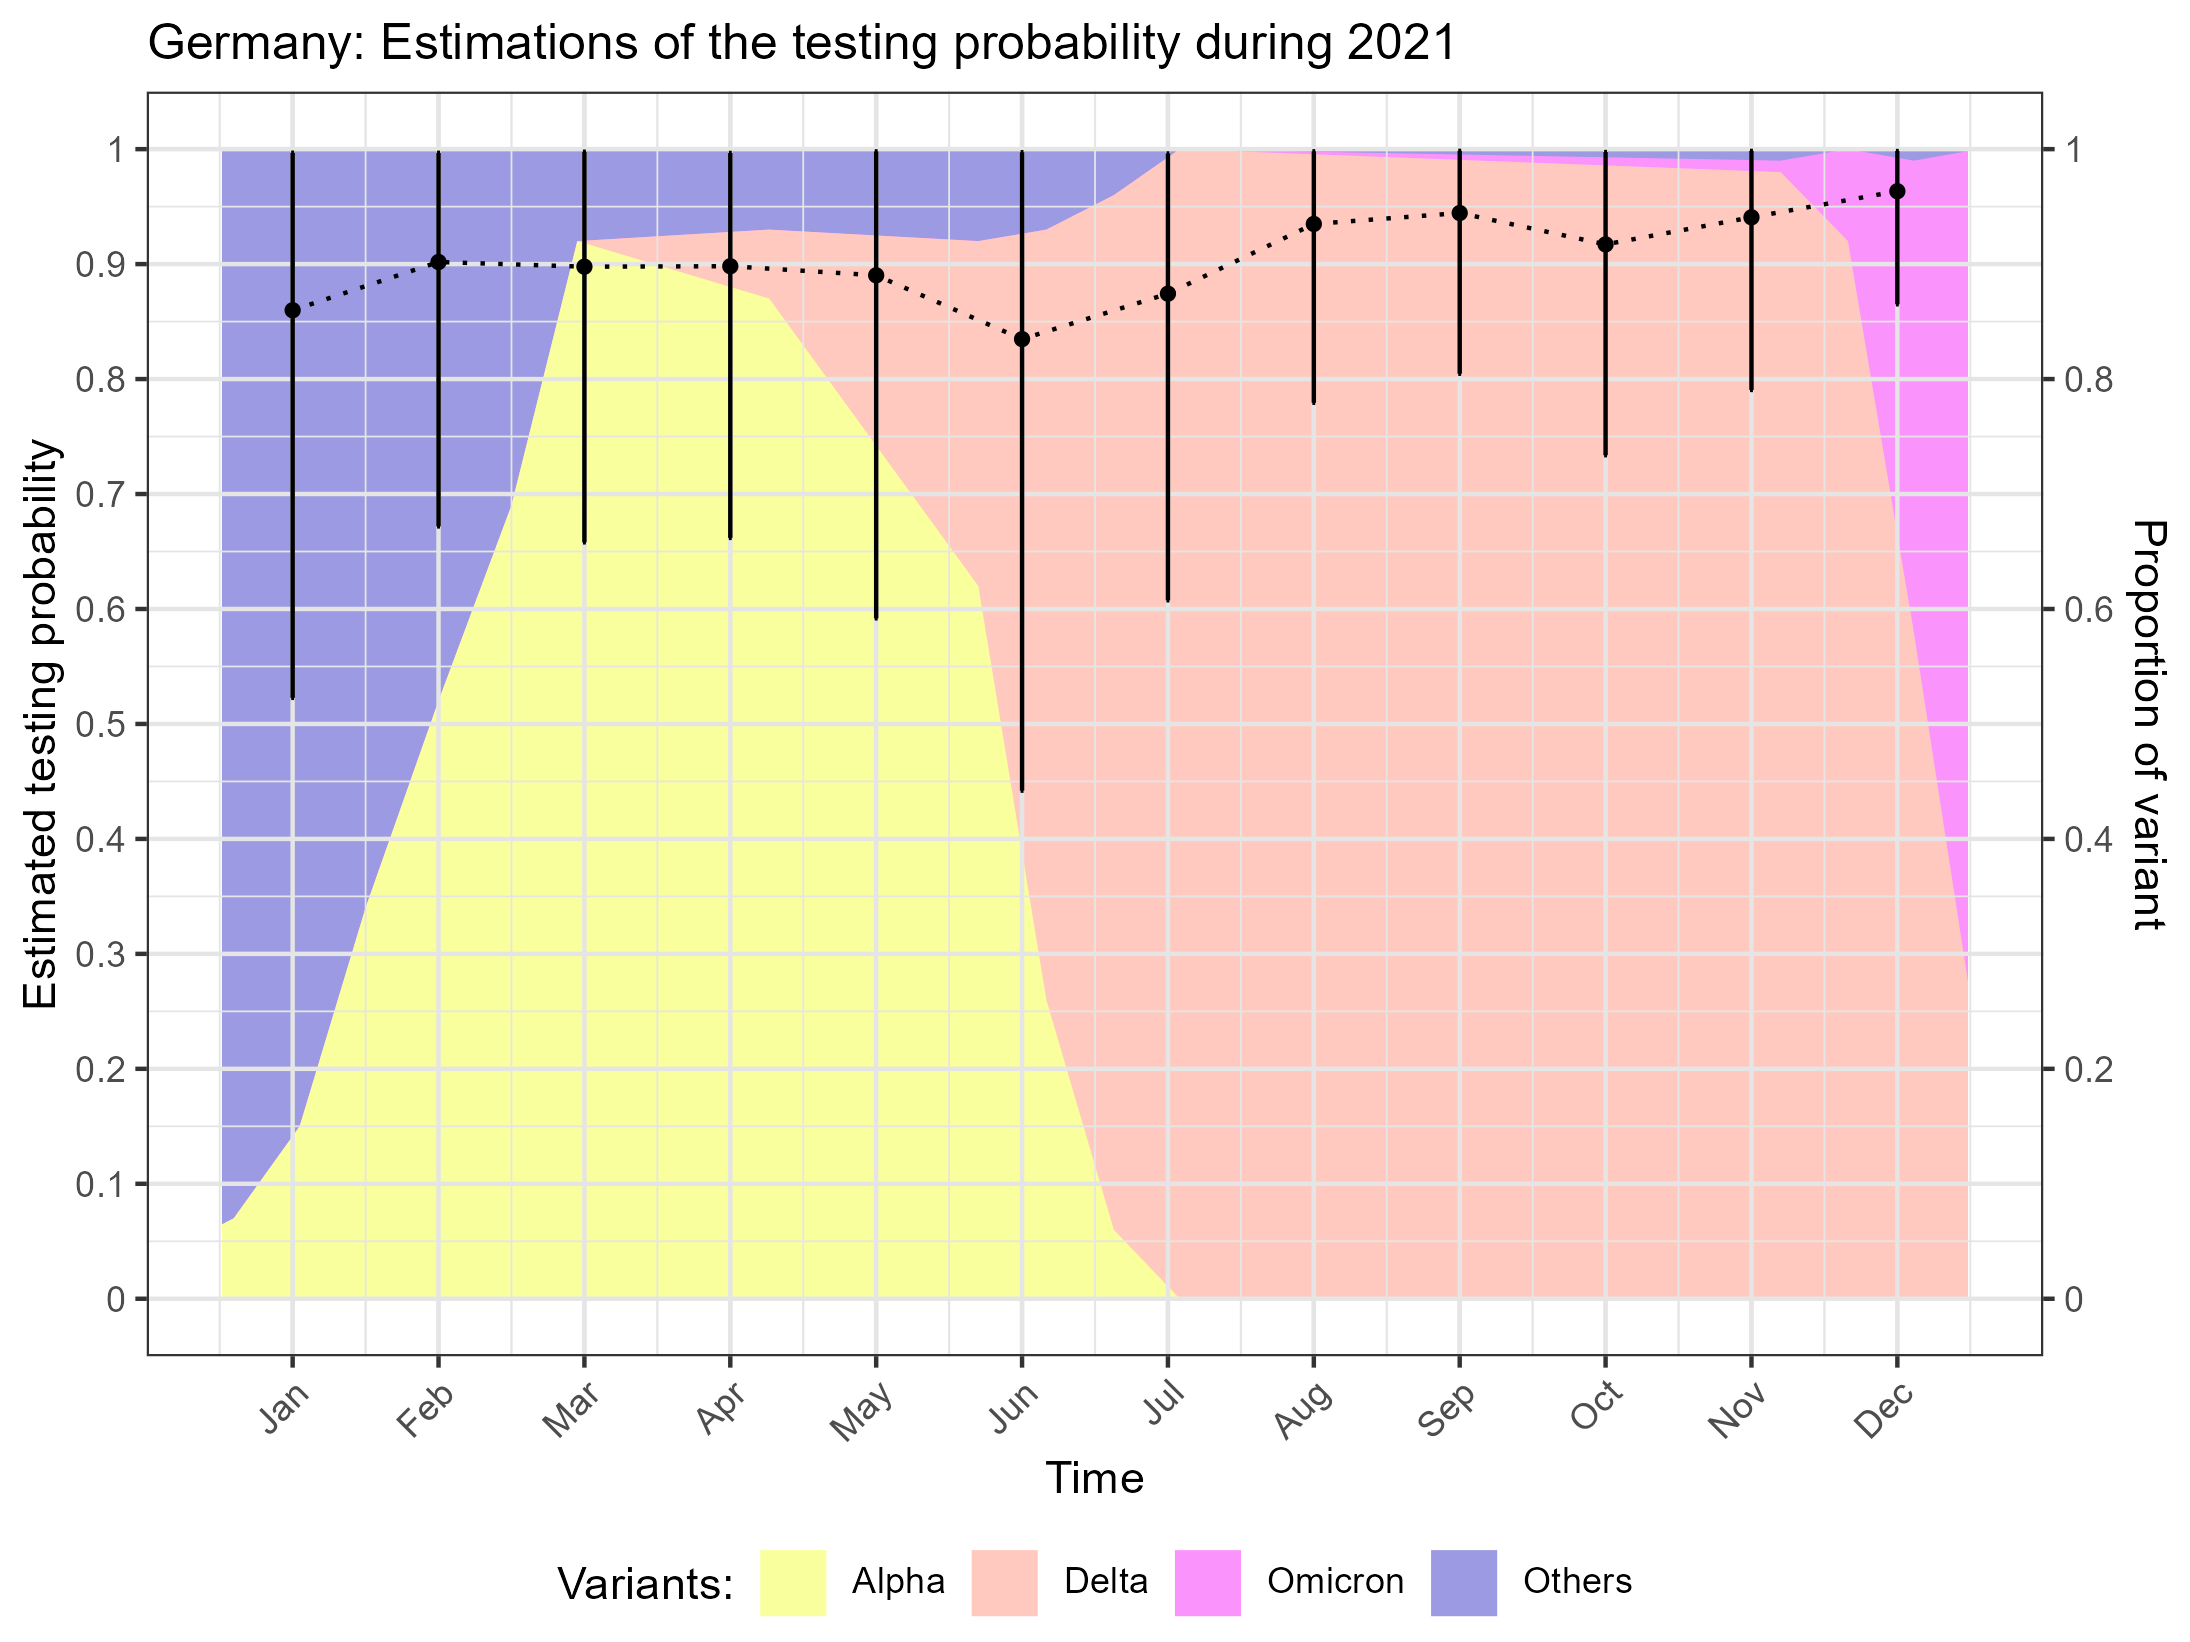 Germany: Estimations of the testing probability during 2021
Estimated testing probability
1
0.9
0.8
0.7
0.6
0.5
0.4
0.3
0.2
0.1
0
1
0.8
0.6
0.4
0.2
0
Proportion of variant
Jan Feb Mar Apr May Jun Jul Aug Sep Oct Nov Dec
Time
Variants: Alpha Delta Omicron Others